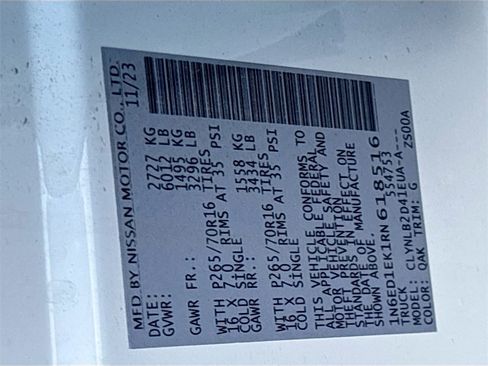 MFD BY NISSAN MOTOR CO., LTD.
DATE: 11/23
GVWR: 2727 KG
6012 LB
GAWR FR.: 1495 KG
3296 LB
WITH P265/70R16 TIRES
16 X 7.0 RIMS AT 35 PSI
COLD SINGLE
GAWR RR.: 1558 KG
3434 LB
WITH P265/70R16 TIRES
16 X 7.0 RIMS AT 35 PSI
COLD SINGLE
THIS VEHICLE CONFORMS TO
ALL APPLICABLE FEDERAL
MOTOR VEHICLE SAFETY AND
THEFT PREVENTION
STANDARDS IN EFFECT ON
THE DATE OF MANUFACTURE
SHOWN ABOVE.
1N6ED1EK1RN618516
TRUCK 554753
MODEL: CLYNLB2D41EUA-A---
COLOR: QAK TRIM: G ZS00A